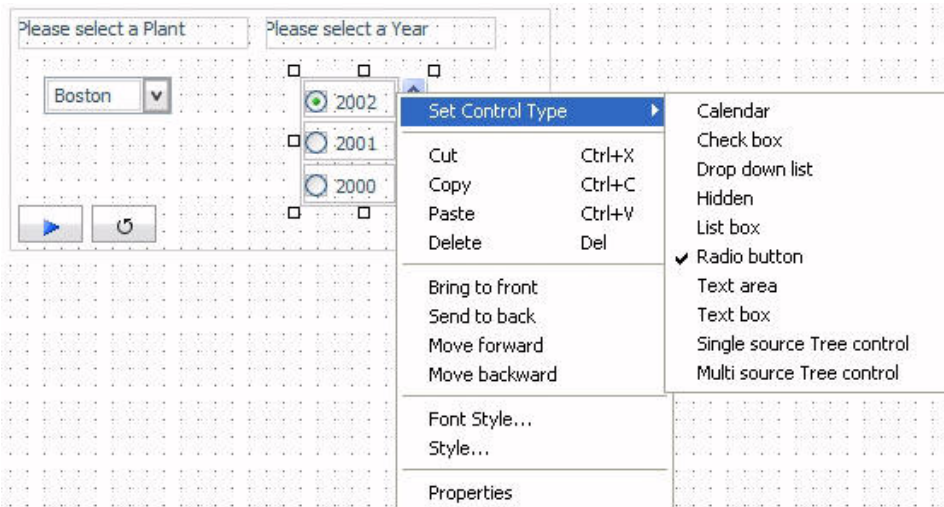 Please select a Plant
Please select a Year
Boston
2002
2001
2000
Set Control Type
Cut Ctrl+X
Copy Ctrl+C
Paste Ctrl+V
Delete Del
Bring to front
Send to back
Move forward
Move backward
Font Style...
Style...
Properties
Calendar
Check box
Drop down list
Hidden
List box
Radio button
Text area
Text box
Single source Tree control
Multi source Tree control